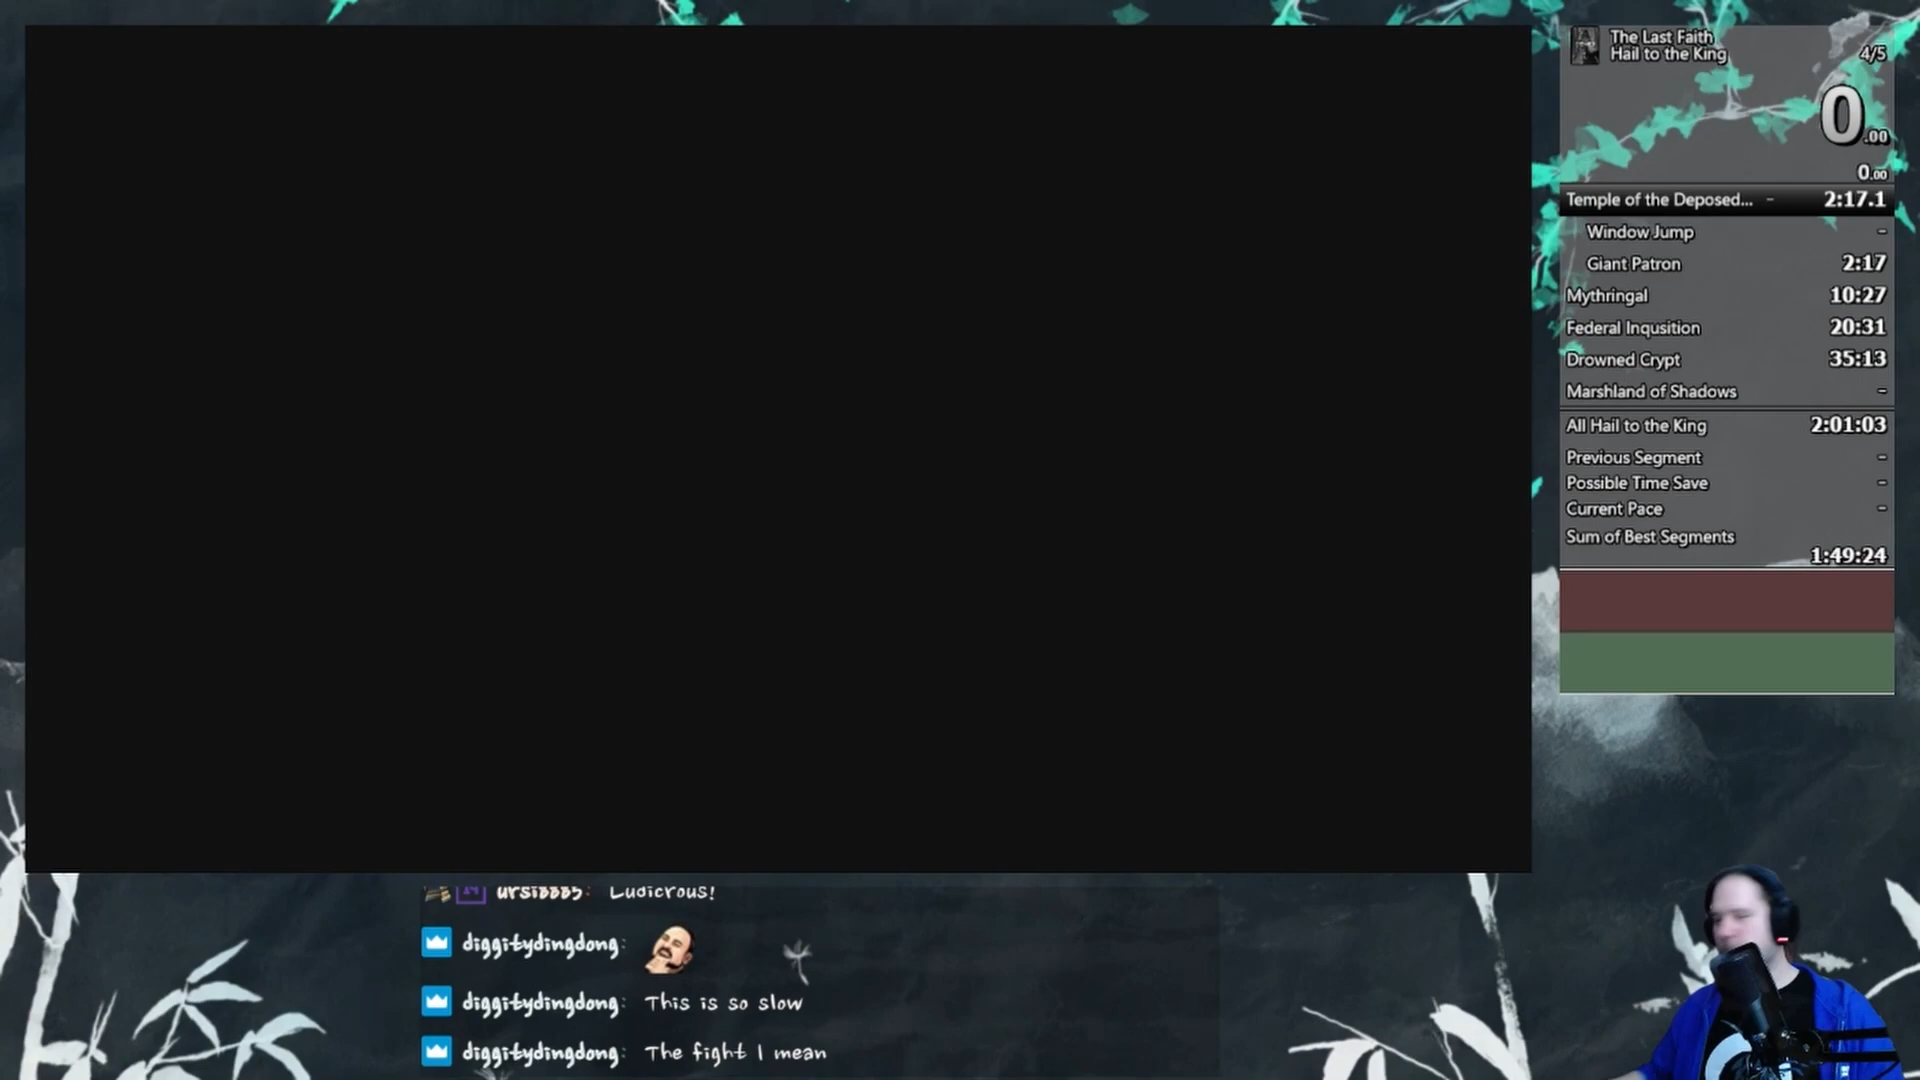 The Last Faith
Hail to the King
4/5
0.00
0.00
Temple of the Deposed... - 2:17.1
Window Jump -
Giant Patron 2:17
Mythringal 10:27
Federal Inqusition 20:31
Drowned Crypt 35:13
Marshland of Shadows -
All Hail to the King 2:01:03
Previous Segment -
Possible Time Save -
Current Pace -
Sum of Best Segments
1:49:24
Ludicrous!
diggitydingdong:
diggitydingdong: This is so slow
diggitydingdong: The fight I mean